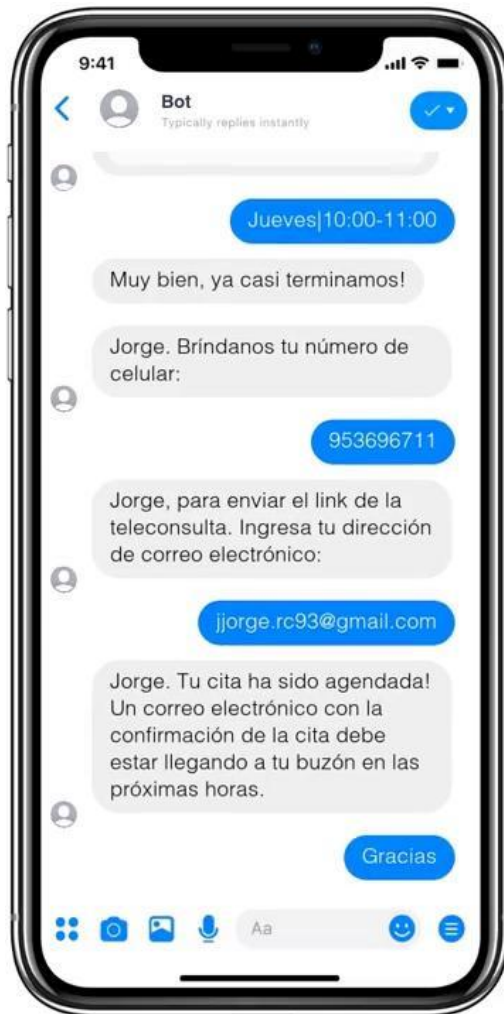 9:41
Bot
Typically replies instantly
Jueves|10:00-11:00
Muy bien, ya casi terminamos!
Jorge. Bríndanos tu número de
celular:
953696711
Jorge, para enviar el link de la
teleconsulta. Ingresa tu dirección
de correo electrónico:
jjorge.rc93@gmail.com
Jorge. Tu cita ha sido agendada!
Un correo electrónico con la
confirmación de la cita debe
estar llegando a tu buzón en las
próximas horas.
Gracias
Aa